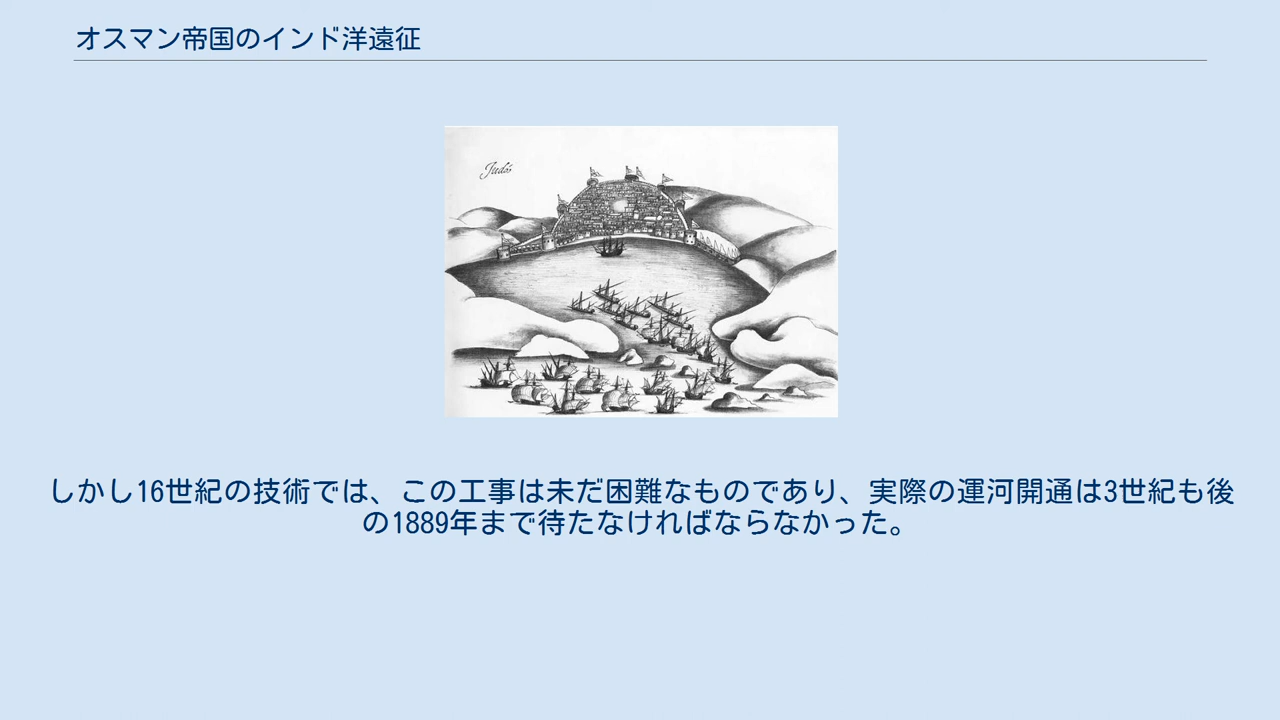 オスマン帝国のインド洋遠征
しかし16世紀の技術では、この工事は未だ困難なものであり、実際の運河開通は3世紀も後
の1889年まで待たなければならなかった。